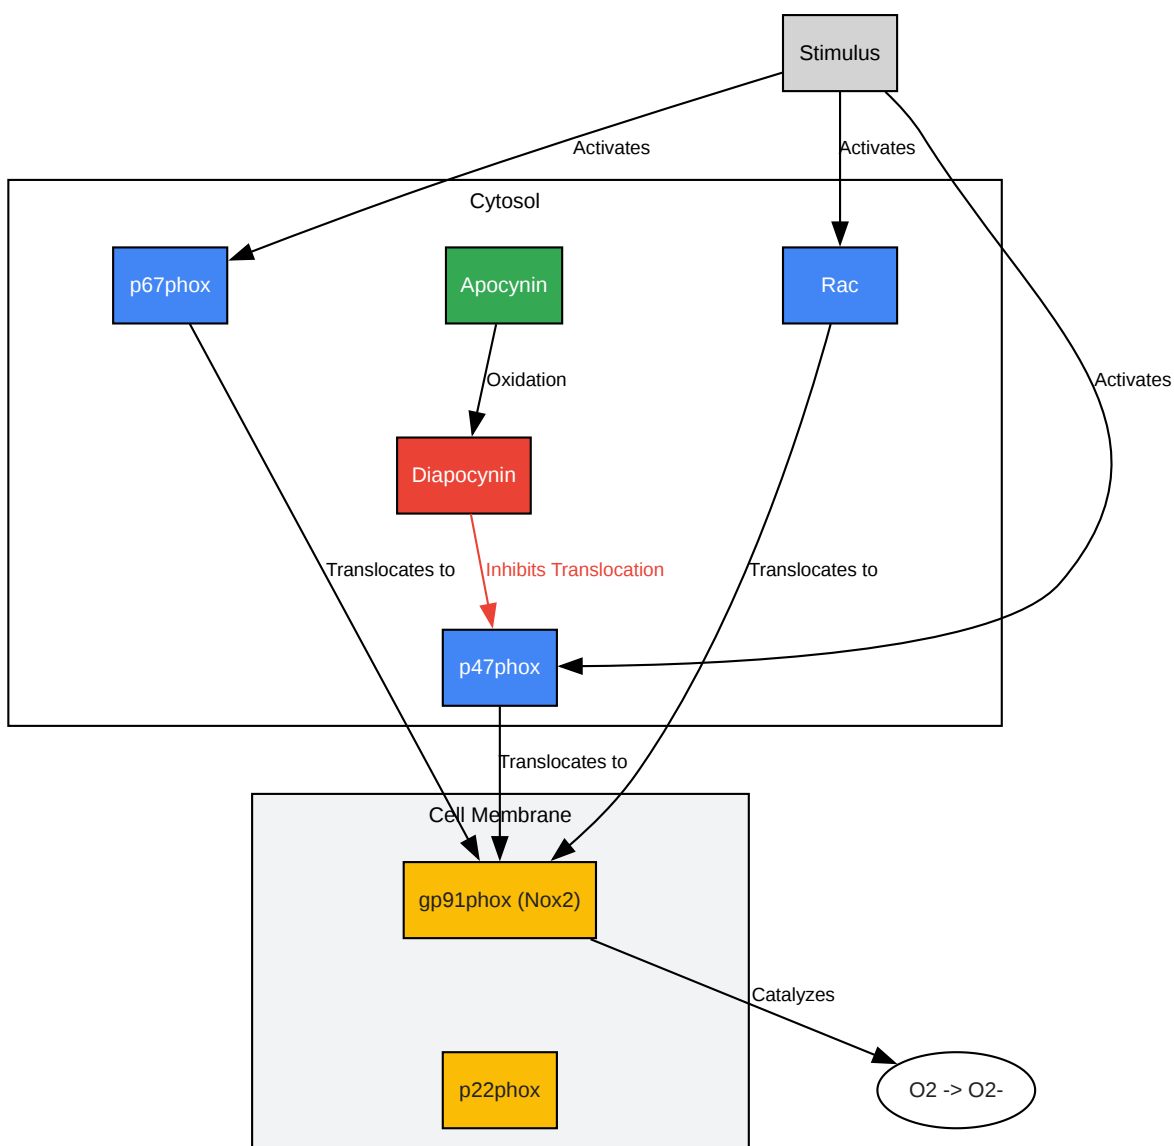 Stimulus
Activates
Activates
Cytosol
p67phox
Apocynin
Rac
Oxidation
Activates
Diapocynin
Translocates to
Inhibits Translocation
Translocates to
p47phox
Translocates to
Cell Membrane
gp91phox (Nox2)
Catalyzes
p22phox
O2 -> O2-